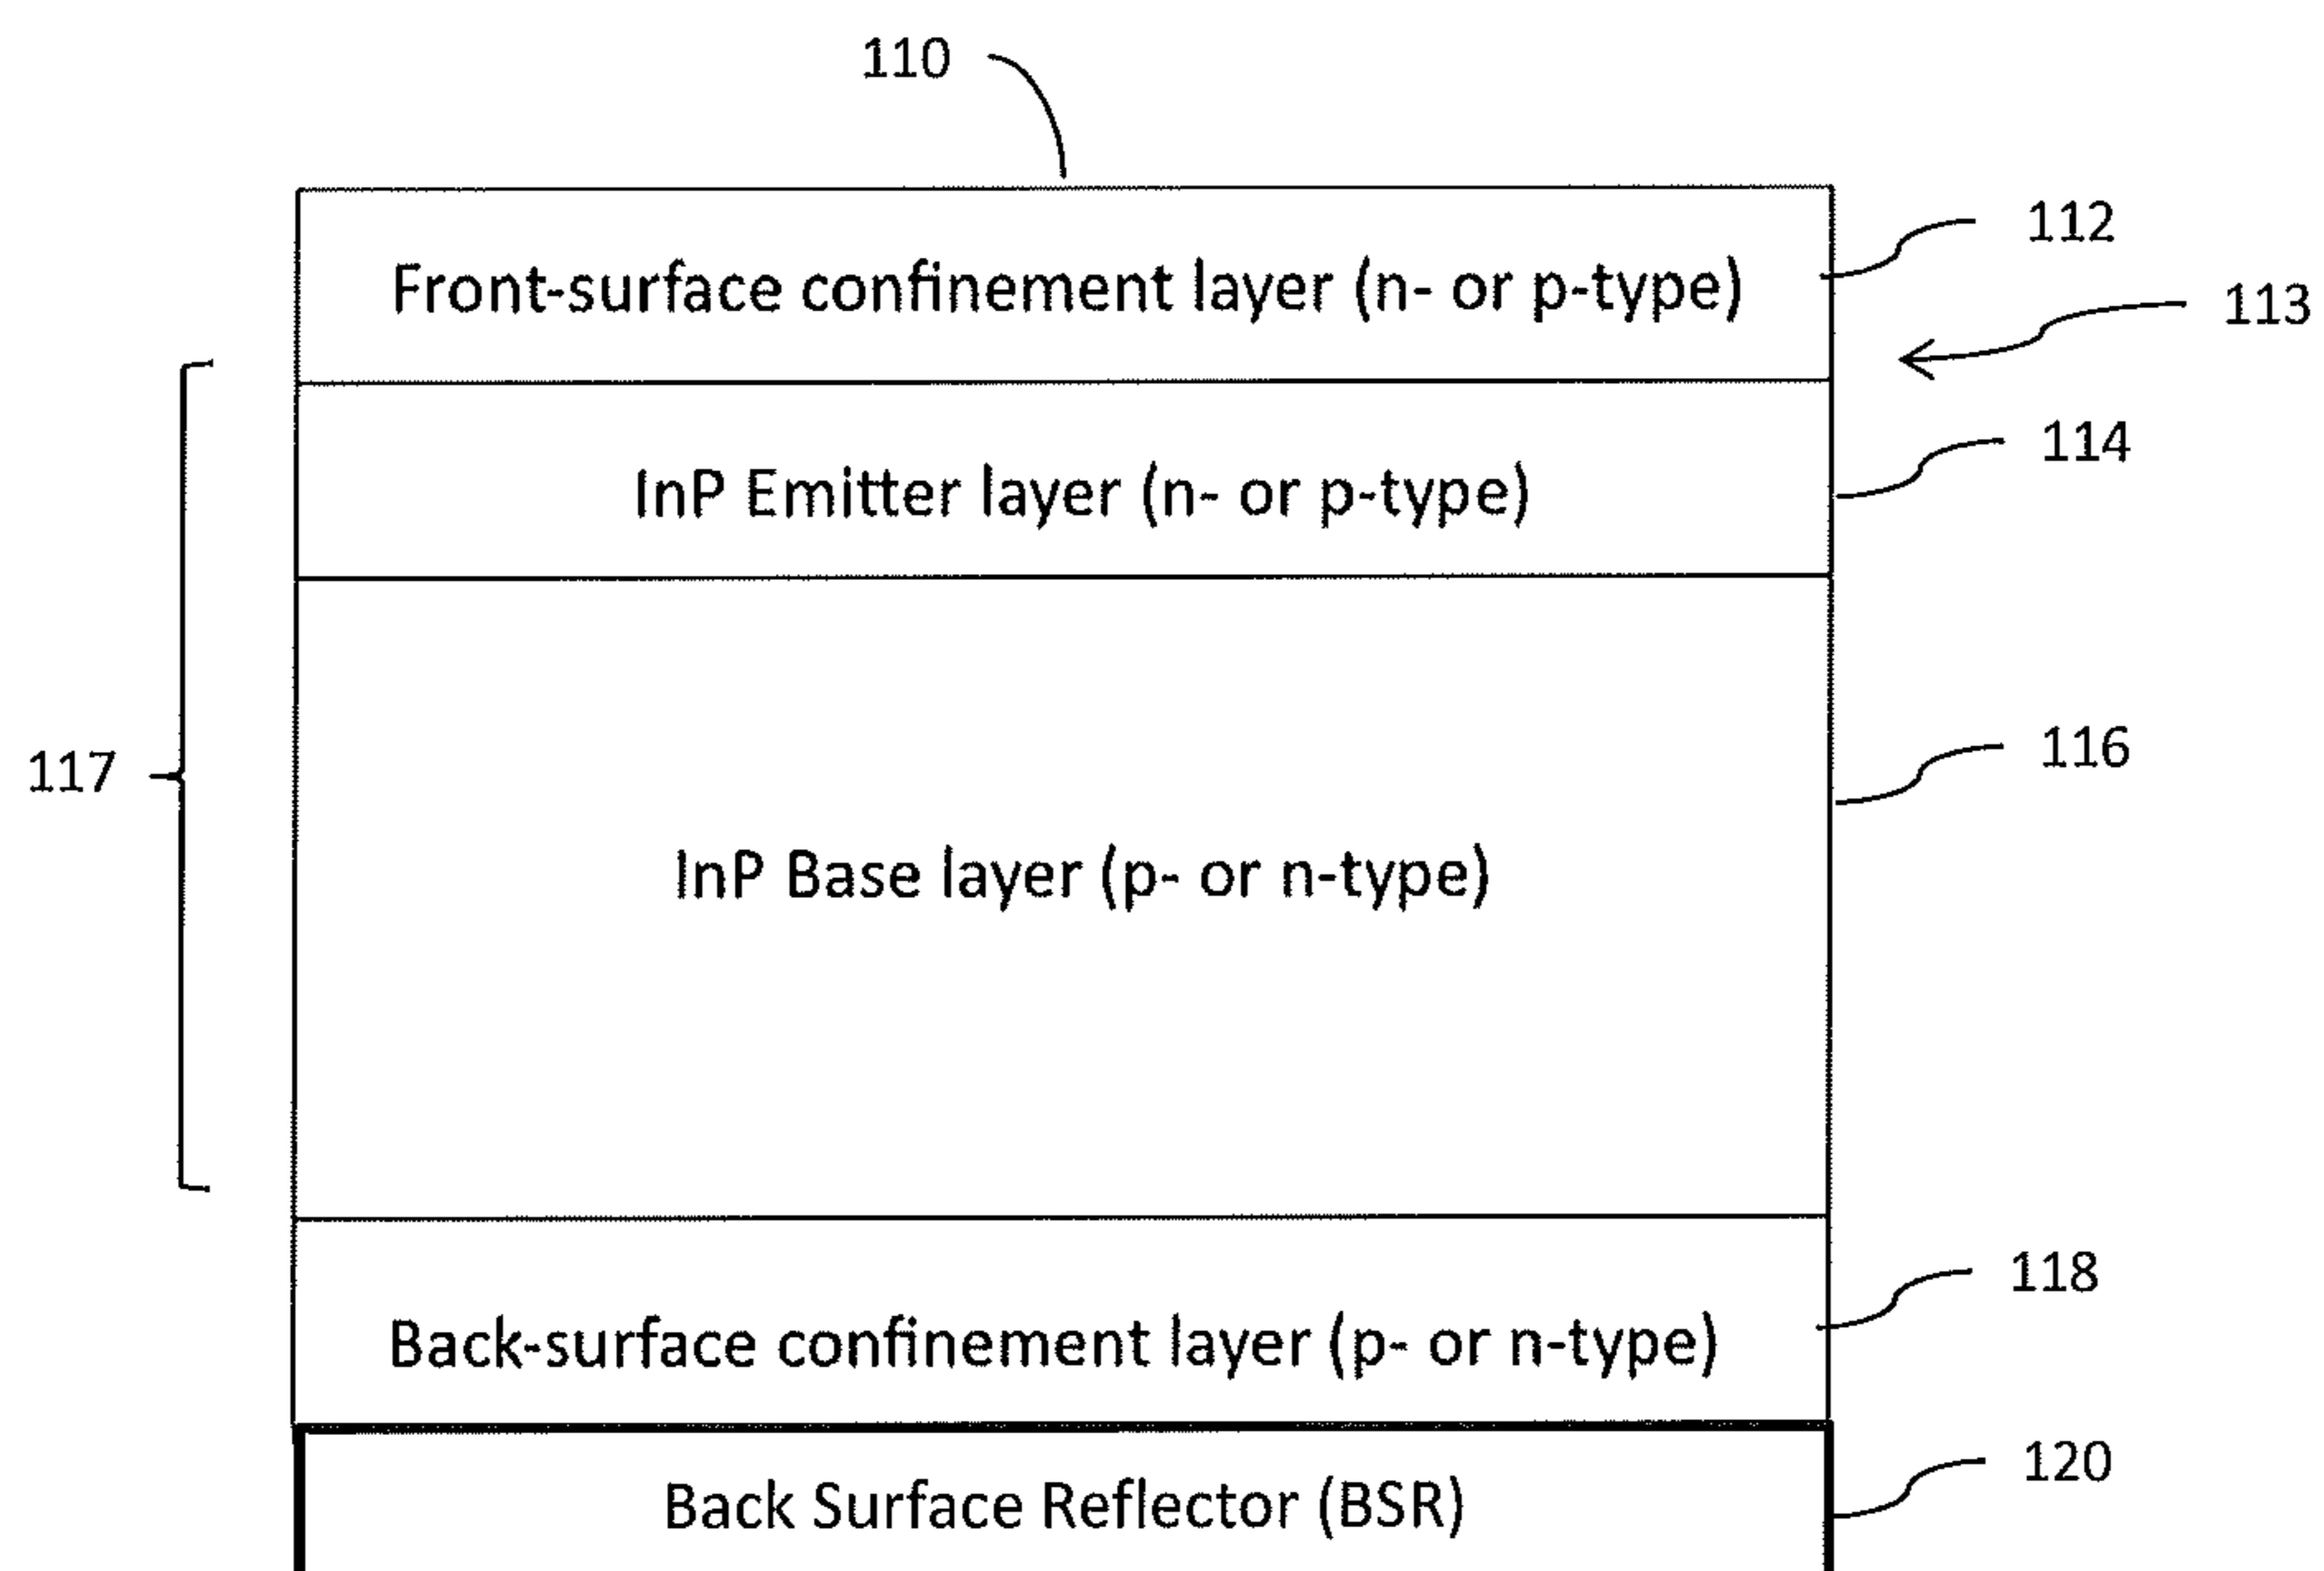 110
112
Front-surface confinement layer (n- or p-type)
113
114
InP Emitter layer (n- or p-type)
116
117
InP Base layer (p- or n-type)
118
Back-surface confinement layer (p- or n-type)
120
Back Surface Reflector (BSR)